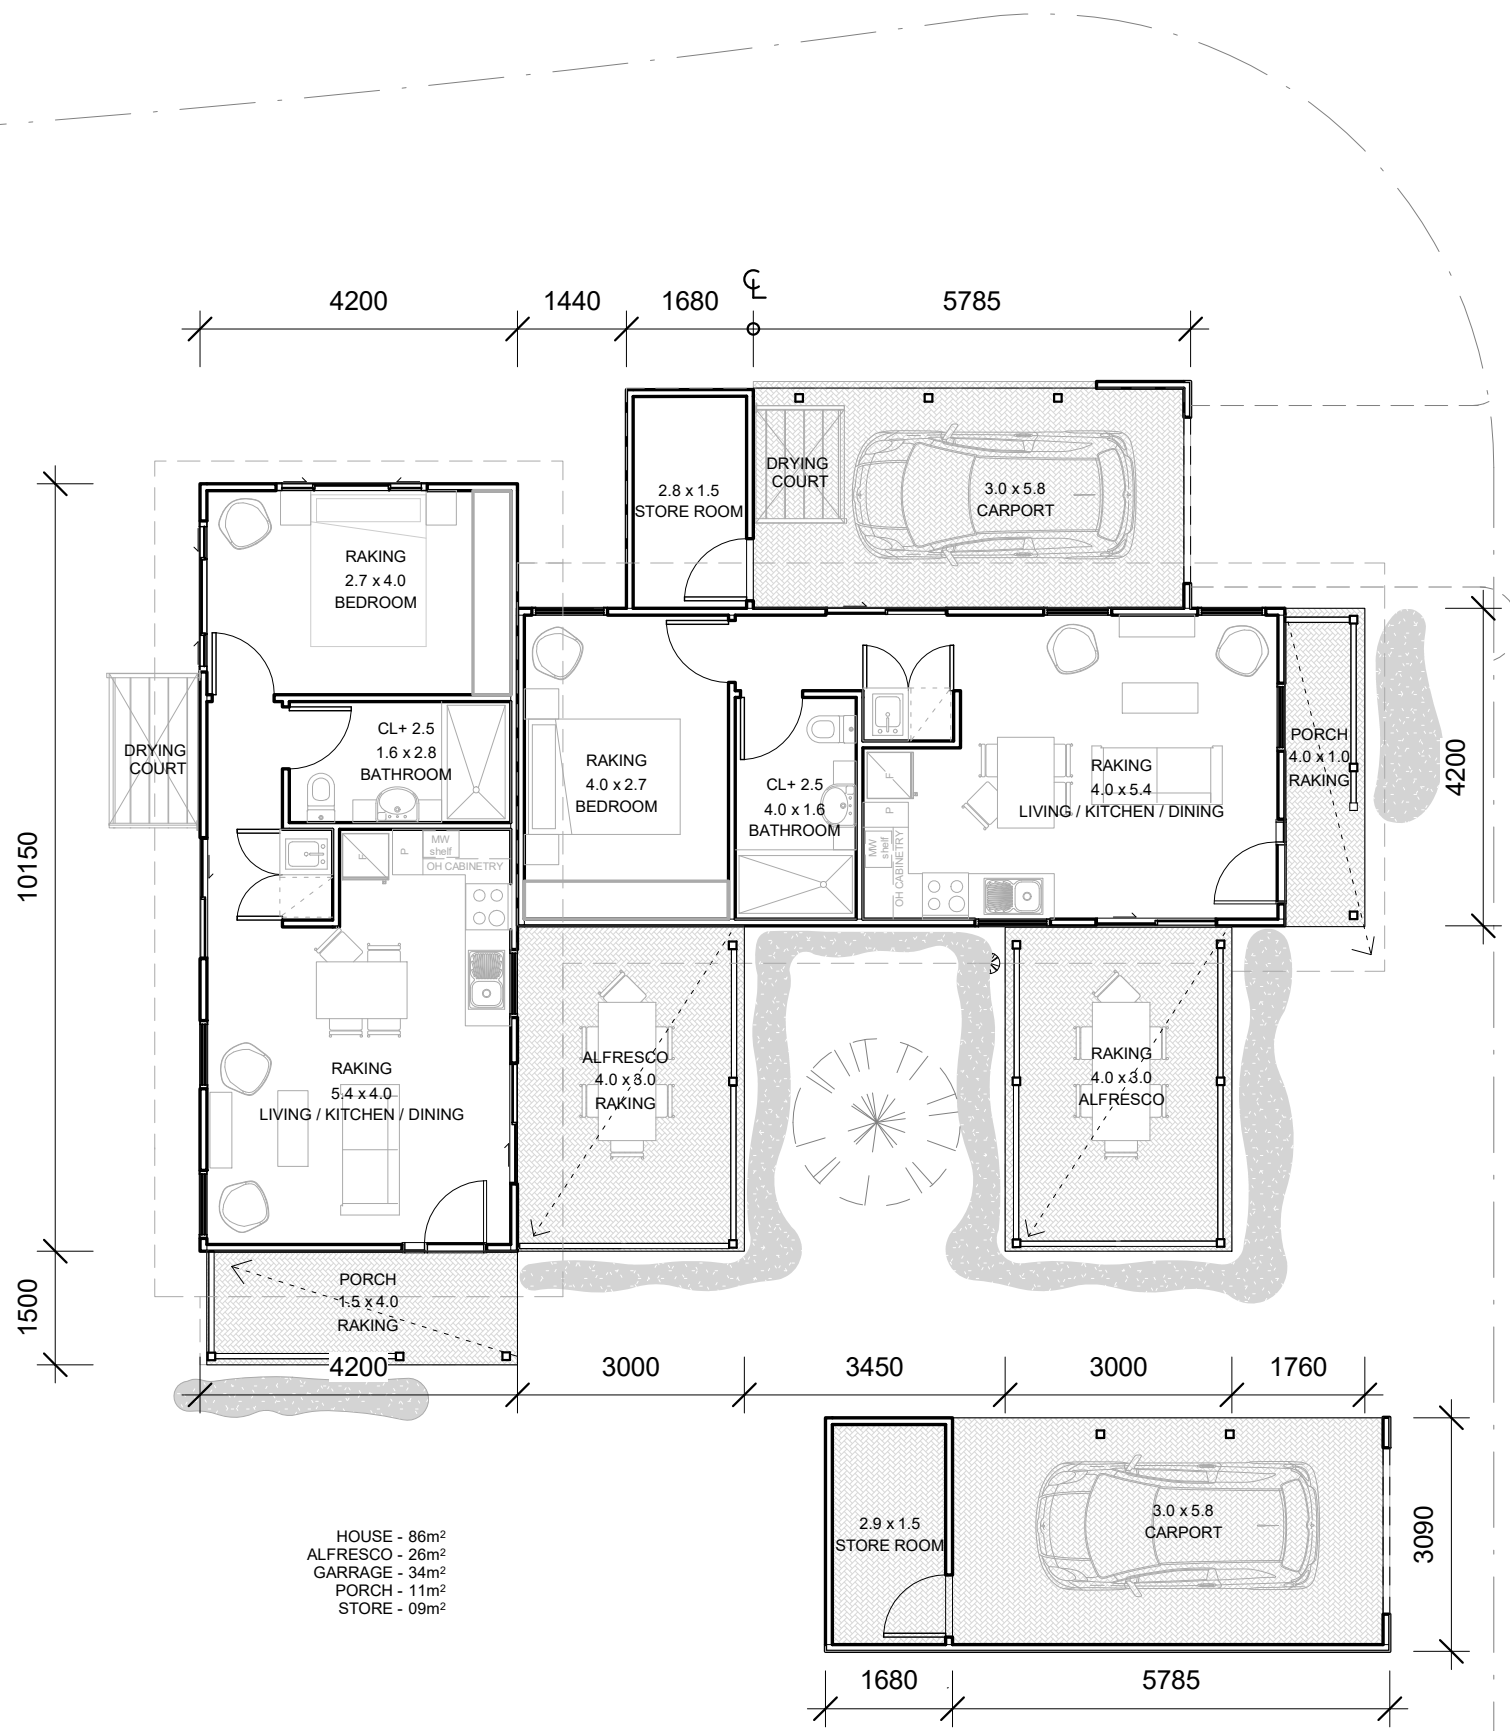 4200
1440
1680
℄
5785
DRYING
COURT
2.8 x 1.5
STORE ROOM
3.0 x 5.8
CARPORT
RAKING
2.7 x 4.0
BEDROOM
DRYING
COURT
CL+ 2.5
1.6 x 2.8
BATHROOM
RAKING
4.0 x 2.7
BEDROOM
CL+ 2.5
4.0 x 1.6
BATHROOM
RAKING
4.0 x 5.4
LIVING / KITCHEN / DINING
PORCH
4.0 x 1.0
RAKING
4200
10150
F
P
MW
shelf
OH CABINETRY
F
P
MW
shelf
OH CABINETRY
RAKING
5.4 x 4.0
LIVING / KITCHEN / DINING
ALFRESCO
4.0 x 3.0
RAKING
RAKING
4.0 x 3.0
ALFRESCO
1500
PORCH
1.5 x 4.0
RAKING
4200
3000
3450
3000
1760
2.9 x 1.5
STORE ROOM
3.0 x 5.8
CARPORT
3090
1680
5785
HOUSE - 86m²
ALFRESCO - 26m²
GARRAGE - 34m²
PORCH - 11m²
STORE - 09m²